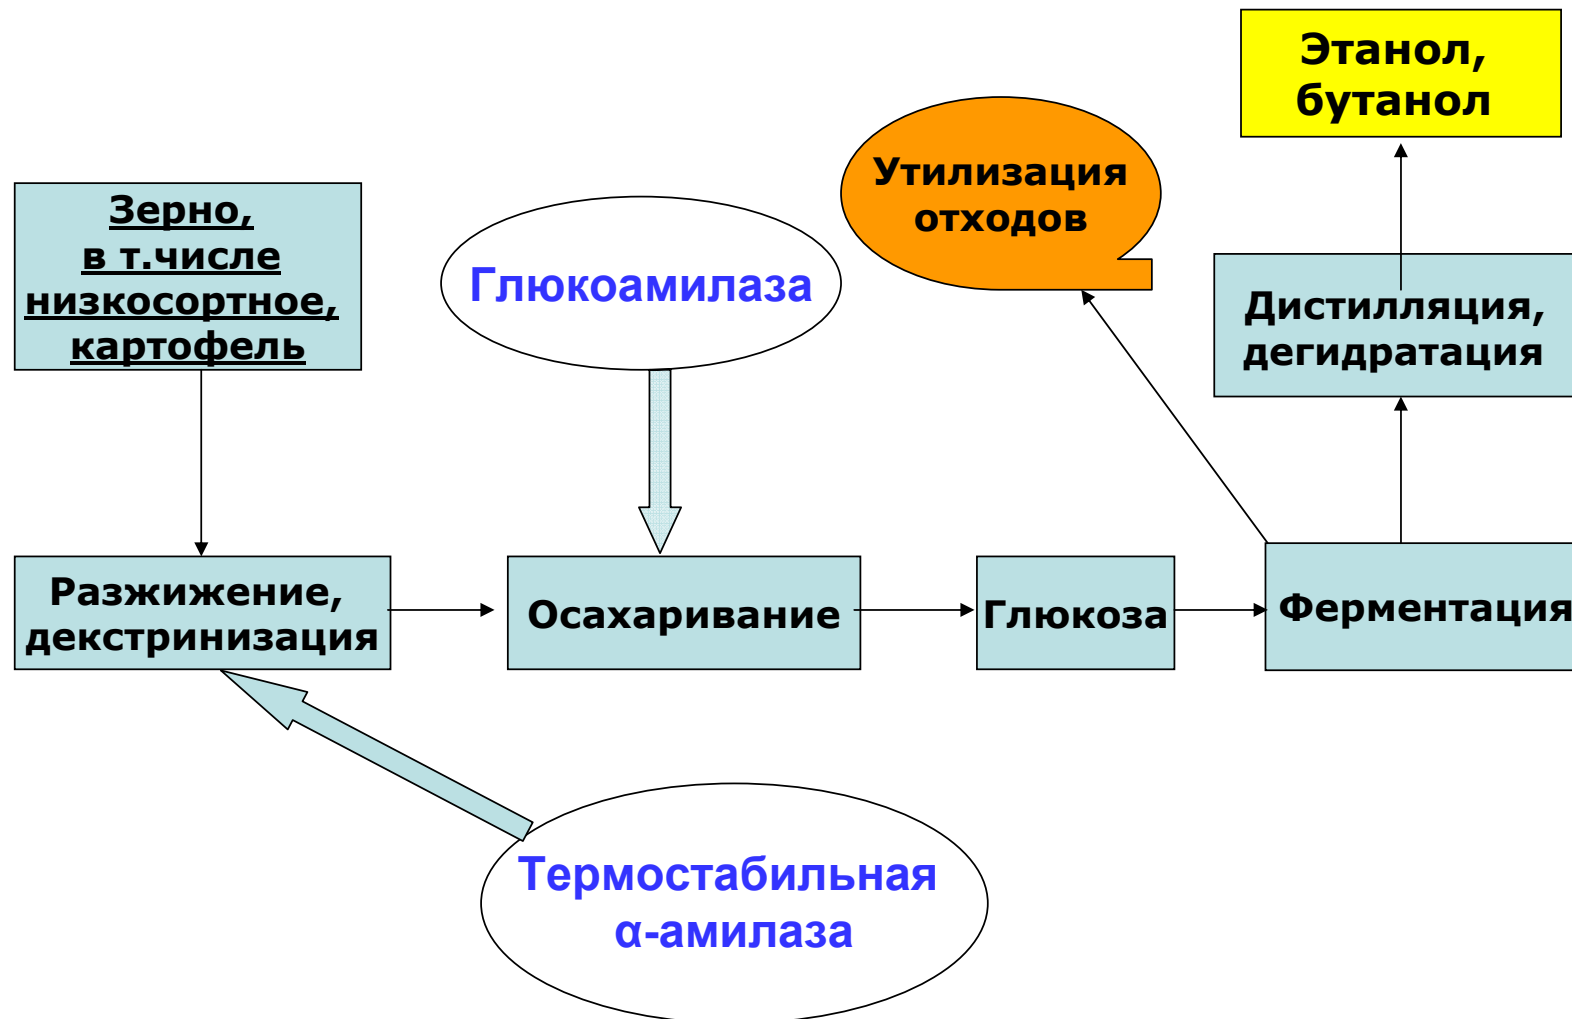 Этанол,
бутанол
Утилизация
отходов
Зерно,
в т.числе
низкосортное,
картофель
Глюкоамилаза
Дистилляция,
дегидратация
Разжижение,
декстринизация
Осахаривание
Глюкоза
Ферментация
Термостабильная
α-амилаза